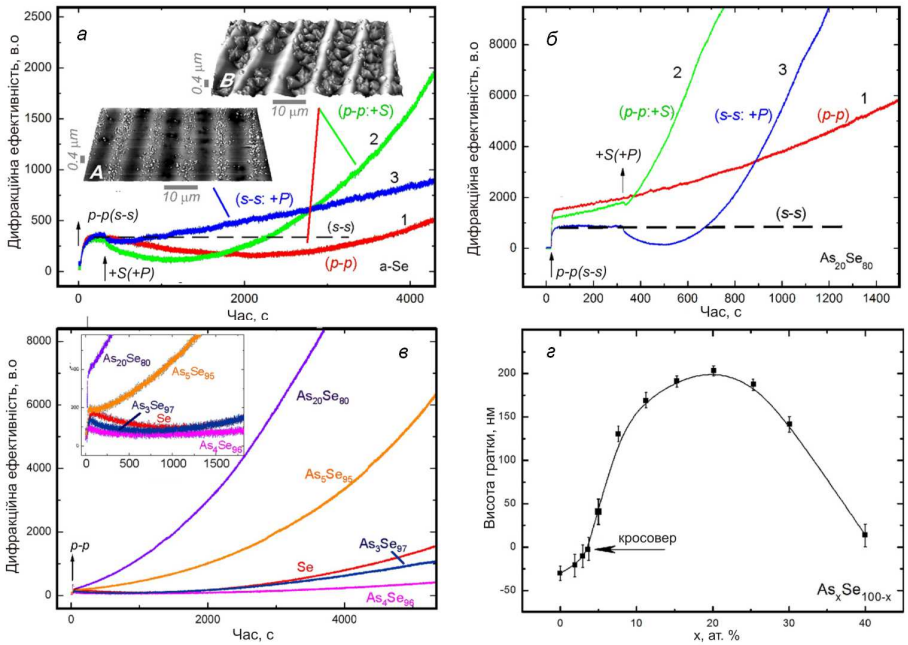 а
Дифракційна ефективність, в.о
2500
2000
1500
1000
500
0
0
2000
4000
Час, с
B
0.4 μm
10 μm
A
0.4 μm
10 μm
(p-p:+S)
2
(s-s: +P)
3
p-p(s-s)
(s-s)
1
+S(+P)
(p-p)
a-Se
б
Дифракційна ефективність, в.о
8000
6000
4000
2000
0
0
200
400
600
800
1000
1200
1400
Час, с
2
3
1
(p-p:+S)
(s-s:+P)
(p-p)
+S(+P)
(s-s)
p-p(s-s)
As20Se80
в
Дифракційна ефективність, в.о
8000
6000
4000
2000
0
0
2000
4000
Час, с
As20Se80
As5Se95
As3Se97
Se
As4Se96
0
500
1000
1500
As20Se80
As5Se95
p-p
As3Se97
Se
As4Se96
г
Висота гратки, нм
200
150
100
50
0
-50
0
10
20
30
40
x, ат. %
кросовер
AsxSe100-x